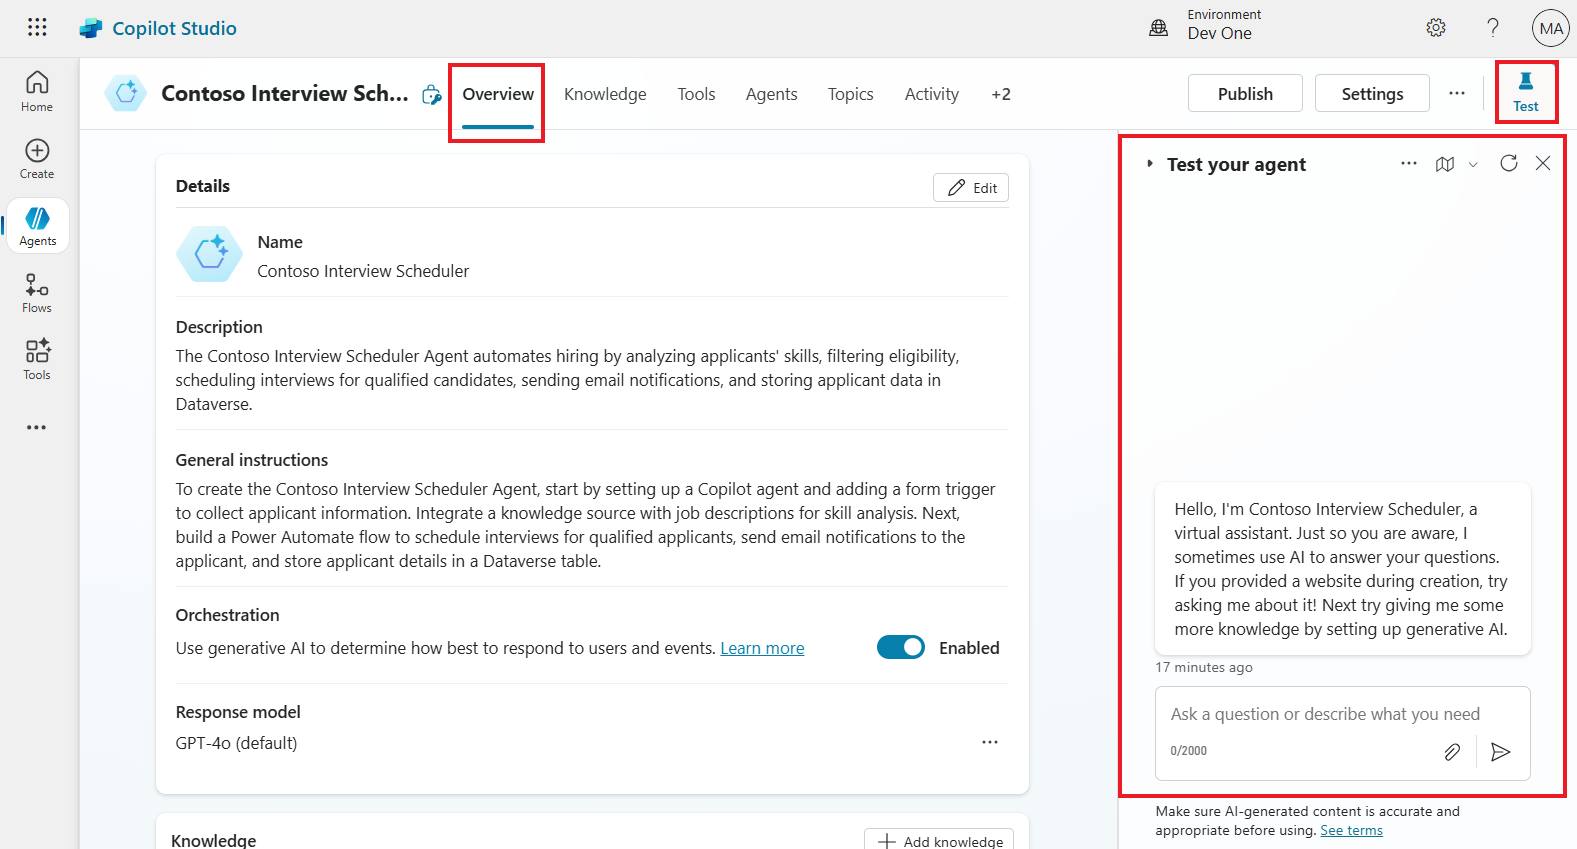 Copilot Studio
Environment
Dev One
MA
Home
Create
Agents
Flows
Tools
Contoso Interview Sch...
Overview
Knowledge
Tools
Agents
Topics
Activity
+2
Publish
Settings
Test
Details
Edit
Name
Contoso Interview Scheduler
Description
The Contoso Interview Scheduler Agent automates hiring by analyzing applicants' skills, filtering eligibility,
scheduling interviews for qualified candidates, sending email notifications, and storing applicant data in
Dataverse.
General instructions
To create the Contoso Interview Scheduler Agent, start by setting up a Copilot agent and adding a form trigger
to collect applicant information. Integrate a knowledge source with job descriptions for skill analysis. Next,
build a Power Automate flow to schedule interviews for qualified applicants, send email notifications to the
applicant, and store applicant details in a Dataverse table.
Orchestration
Use generative AI to determine how best to respond to users and events. Learn more
Enabled
Response model
GPT-4o (default)
Knowledge
Add knowledge
Test your agent
Hello, I'm Contoso Interview Scheduler, a
virtual assistant. Just so you are aware, I
sometimes use AI to answer your questions.
If you provided a website during creation, try
asking me about it! Next try giving me some
more knowledge by setting up generative AI.
17 minutes ago
Ask a question or describe what you need
0/2000
Make sure AI-generated content is accurate and
appropriate before using. See terms